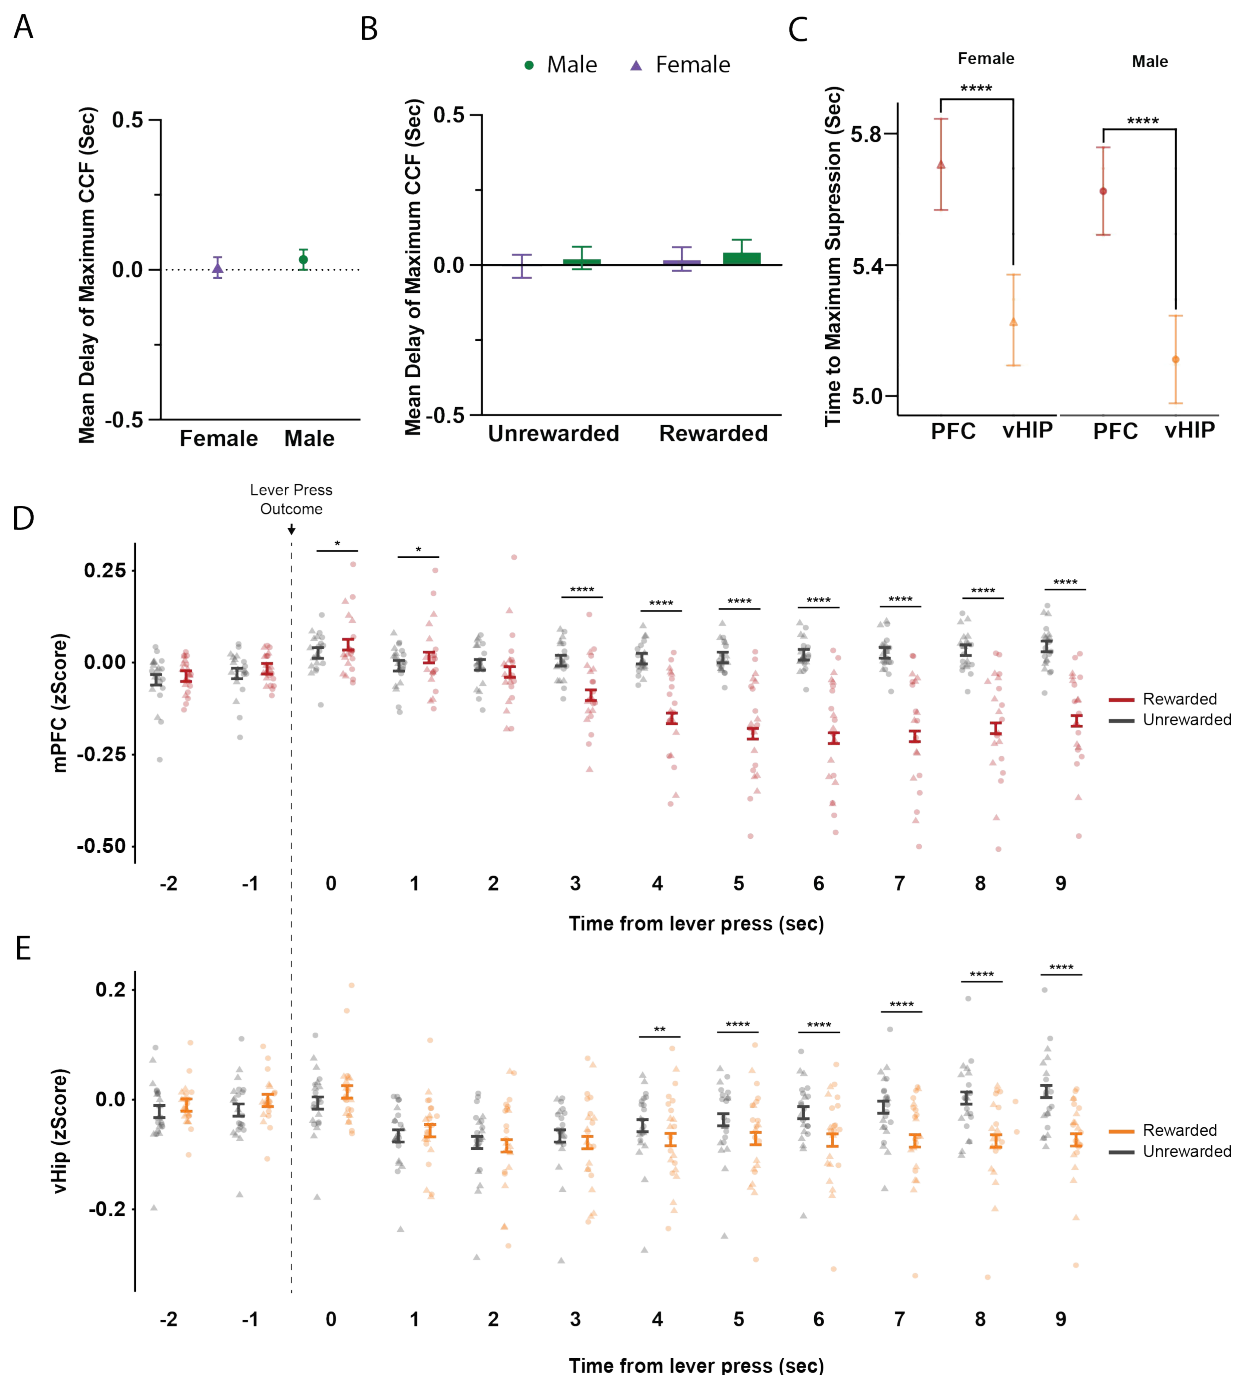 A
B
C
Male Female
Female
Male
Mean Delay of Maximum CCF (Sec)
0.5
0.0
-0.5
Female Male
Mean Delay of Maximum CCF (Sec)
0.5
0.0
-0.5
Unrewarded Rewarded
Time to Maximum Supression (Sec)
5.8
5.4
5.0
****
****
PFC vHIP
PFC vHIP
D
Lever Press
Outcome
mPFC (zScore)
0.25
0.00
-0.25
-0.50
* * **** **** **** **** **** **** ****
Rewarded
Unrewarded
-2 -1 0 1 2 3 4 5 6 7 8 9
Time from lever press (sec)
E
vHip (zScore)
0.2
0.0
-0.2
** **** **** **** **** ****
Rewarded
Unrewarded
-2 -1 0 1 2 3 4 5 6 7 8 9
Time from lever press (sec)